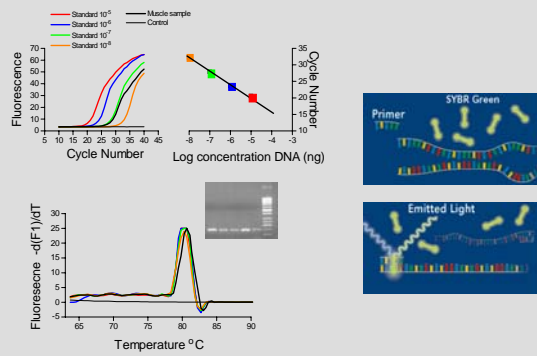 Standard 10-5
Standard 10-6
Standard 10-7
Standard 10-8
Muscle sample
Control
Fluorescence
70
60
50
40
30
20
10
0
5 10 15 20 25 30 35 40 45
Cycle Number
35
30
25
20
15
10
Cycle Number
-8 -7 -6 -5 -4 -3
Log concentration DNA (ng)
Fluoresecne -d(F1)/dT
30
25
20
15
10
5
0
-5
65 70 75 80 85 90
Temperature oC
SYBR Green
Primer
Emitted Light